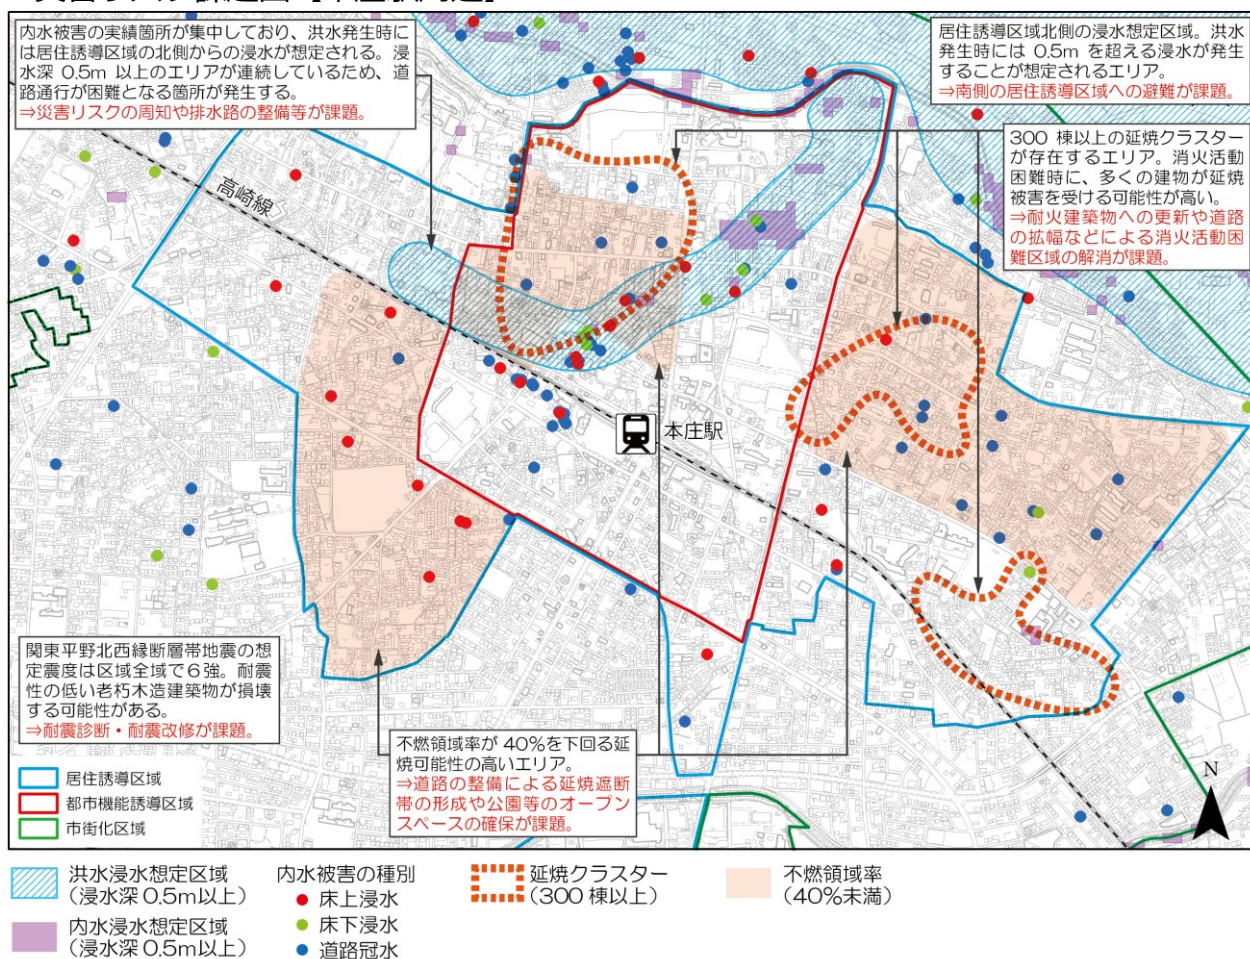 内水被害の実績箇所が集中しており、洪水発生時に
は居住誘導区域の北側からの浸水が想定される。浸
水深 0.5m 以上のエリアが連続しているため、道
路通行が困難となる箇所が発生する。
⇒災害リスクの周知や排水路の整備等が課題。
居住誘導区域北側の浸水想定区域。洪水
発生時には 0.5m を超える浸水が発生
することが想定されるエリア。
⇒南側の居住誘導区域への避難が課題。
300 棟以上の延焼クラスター
が存在するエリア。消火活動
困難時に、多くの建物が延焼
被害を受ける可能性が高い。
⇒耐火建築物への更新や道路
の拡幅などによる消火活動困
難区域の解消が課題。
高崎線
本庄駅
関東平野北西縁断層帯地震の想
定震度は区域全域で６強。耐震
性の低い老朽木造建築物が損壊
する可能性がある。
⇒耐震診断・耐震改修が課題。
不燃領域率が 40%を下回る延
焼可能性の高いエリア。
⇒道路の整備による延焼遮断
帯の形成や公園等のオープン
スペースの確保が課題。
居住誘導区域
都市機能誘導区域
市街化区域
N
洪水浸水想定区域
（浸水深 0.5m以上）
内水浸水想定区域
（浸水深 0.5m以上）
内水被害の種別
床上浸水
床下浸水
道路冠水
延焼クラスター
（300 棟以上）
不燃領域率
（40%未満）